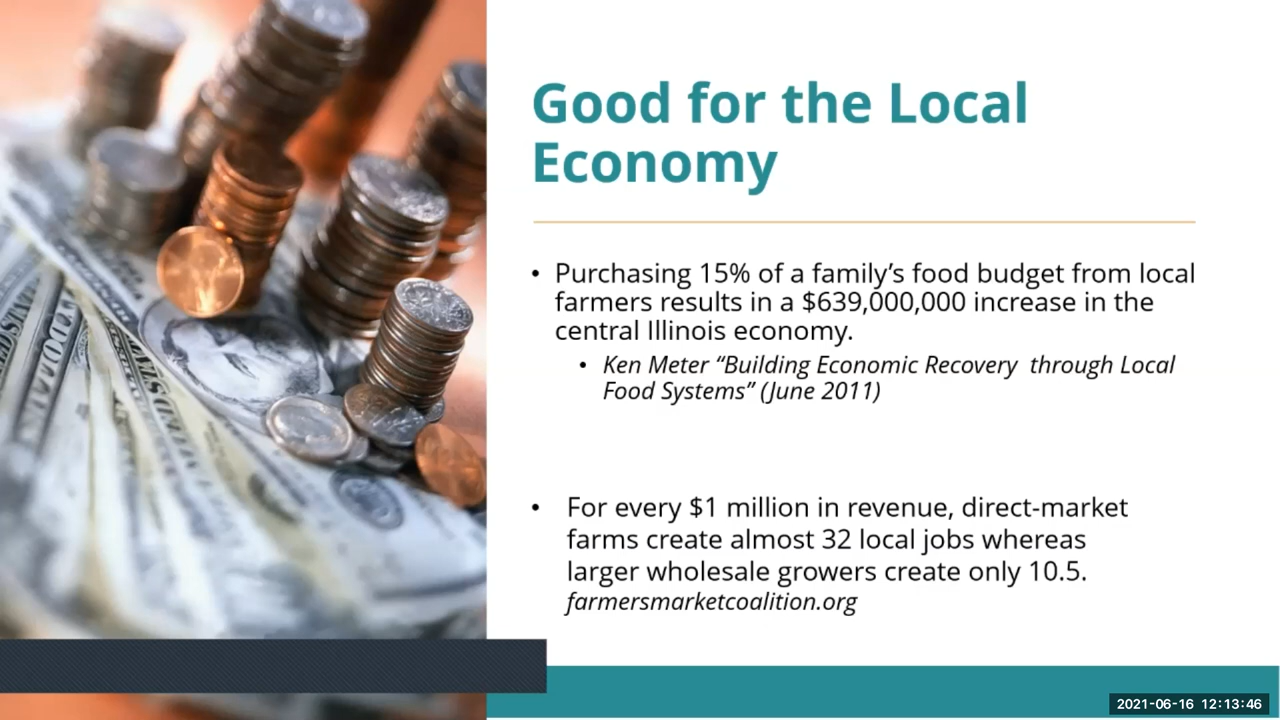 Good for the Local
Economy
• Purchasing 15% of a family’s food budget from local
farmers results in a $639,000,000 increase in the
central Illinois economy.
• Ken Meter “Building Economic Recovery  through Local
Food Systems” (June 2011)
• For every $1 million in revenue, direct-market
farms create almost 32 local jobs whereas
larger wholesale growers create only 10.5.
farmersmarketcoalition.org
2021-06-16 12:13:46